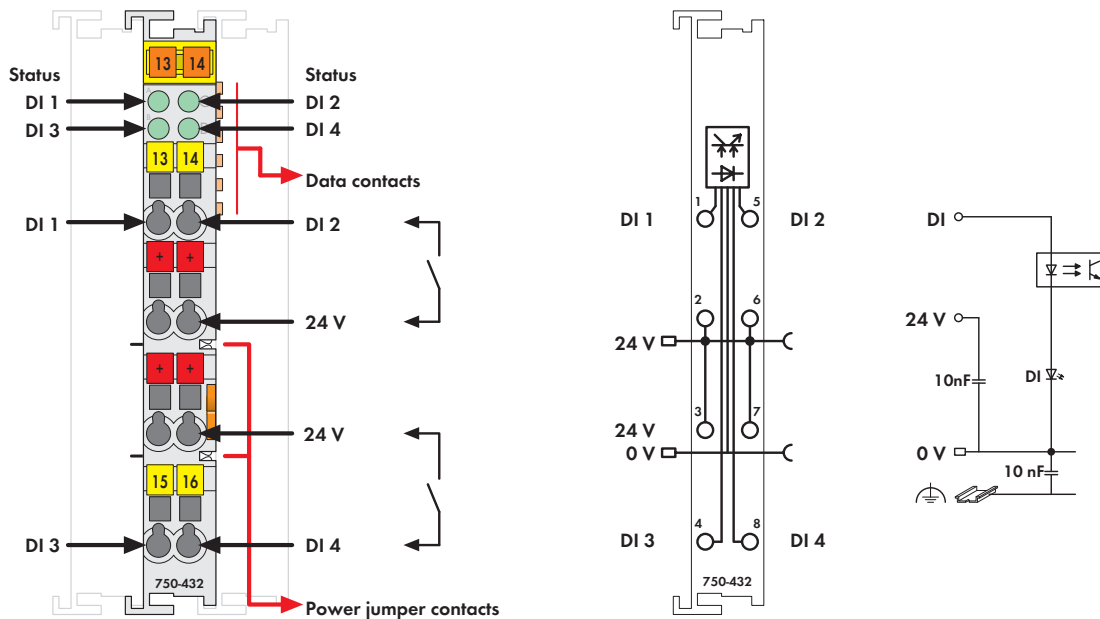 13 14
Status Status
A C
DI 1 DI 2
DI 3 DI 4
13 14
Data contacts
DI 1 DI 2
+ +
24 V
+ +
24 V
15 16
DI 3 DI 4
750-432
Power jumper contacts
1 5
DI 1 DI 2
2 6
24 V
3 7
24 V
0 V
4 8
DI 3 DI 4
750-432
DI
24 V
10nF DI
0 V
10 nF